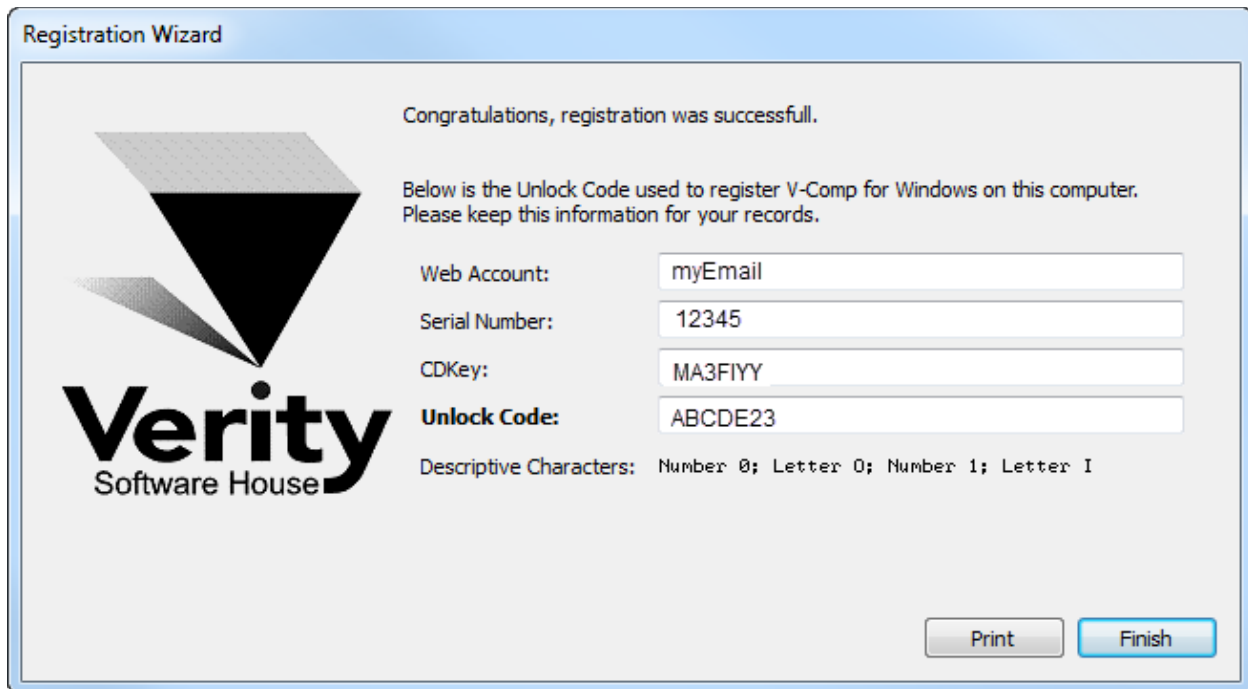 Registration Wizard
Congratulations, registration was successfull.
Below is the Unlock Code used to register V-Comp for Windows on this computer.
Please keep this information for your records.
Web Account: myEmail
Serial Number: 12345
CDKey: MA3FIYY
Unlock Code: ABCDE23
Descriptive Characters: Number 0; Letter O; Number 1; Letter I
Verity
Software House
Print Finish